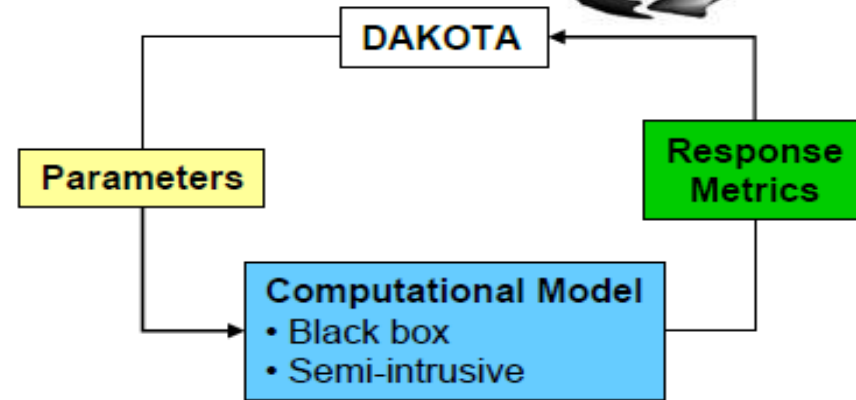 DAKOTA
Parameters
Response
Metrics
Computational Model
• Black box
• Semi-intrusive